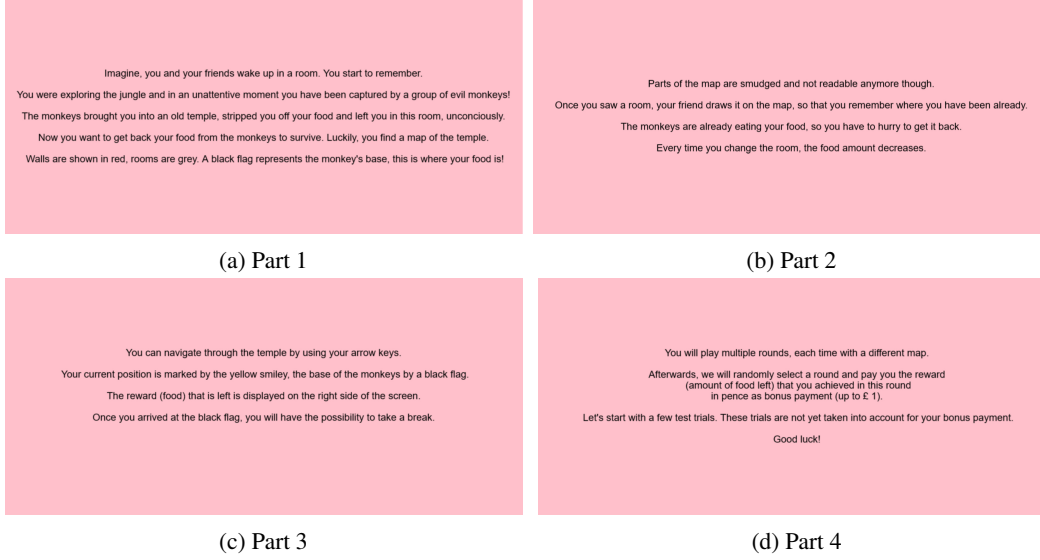 Imagine, you and your friends wake up in a room. You start to remember.
You were exploring the jungle and in an unattentive moment you have been captured by a group of evil monkeys!
The monkeys brought you into an old temple, stripped you off your food and left you in this room, unconciously.
Now you want to get back your food from the monkeys to survive. Luckily, you find a map of the temple.
Walls are shown in red, rooms are grey. A black flag represents the monkey's base, this is where your food is!
(a) Part 1
Parts of the map are smudged and not readable anymore though.
Once you saw a room, your friend draws it on the map, so that you remember where you have been already.
The monkeys are already eating your food, so you have to hurry to get it back.
Every time you change the room, the food amount decreases.
(b) Part 2
You can navigate through the temple by using your arrow keys.
Your current position is marked by the yellow smiley, the base of the monkeys by a black flag.
The reward (food) that is left is displayed on the right side of the screen.
Once you arrived at the black flag, you will have the possibility to take a break.
(c) Part 3
You will play multiple rounds, each time with a different map.
Afterwards, we will randomly select a round and pay you the reward
(amount of food left) that you achieved in this round
in pence as bonus payment (up to £ 1).
Let's start with a few test trials. These trials are not yet taken into account for your bonus payment.
Good luck!
(d) Part 4